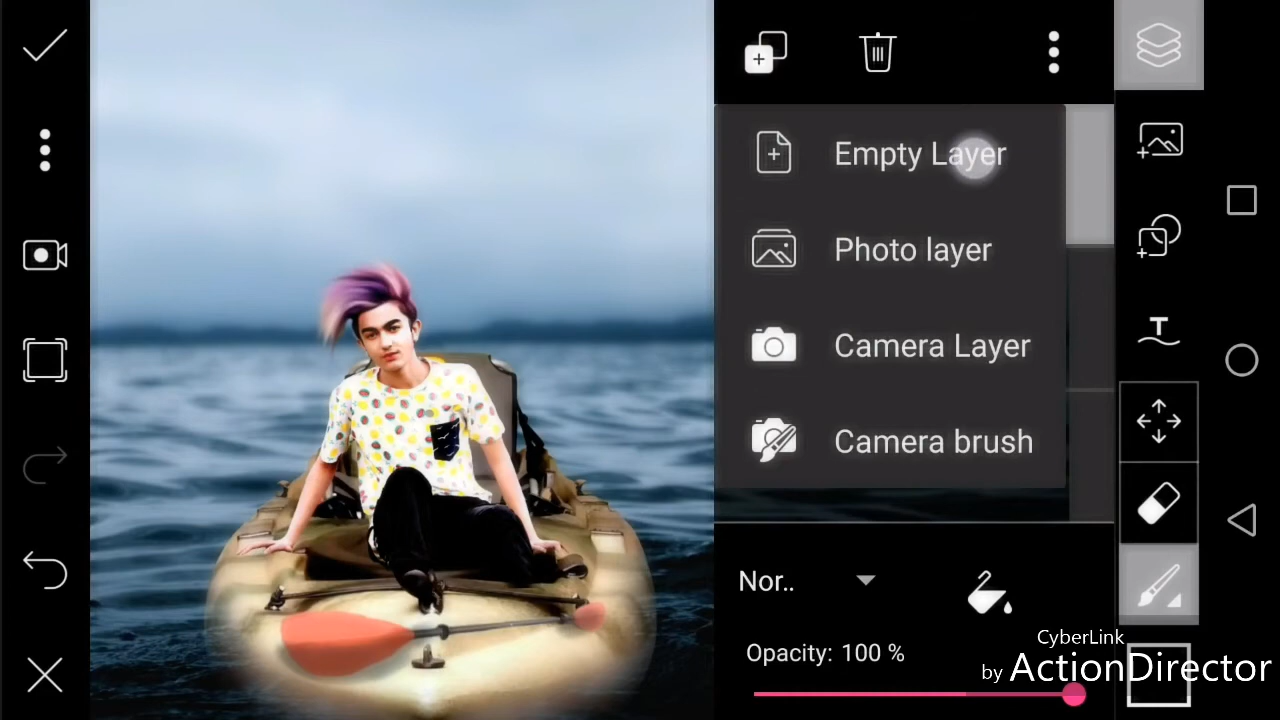 Empty Layer
Photo layer
Camera Layer
Camera brush
Nor..
Opacity: 100 %
T
CyberLink
by ActionDirector